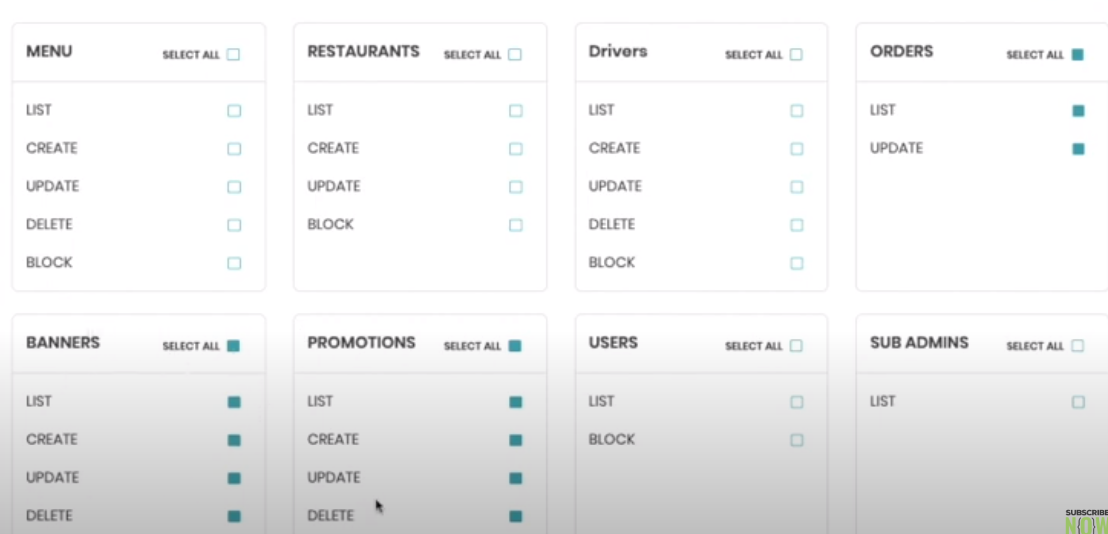 MENU SELECT ALL
LIST
CREATE
UPDATE
DELETE
BLOCK
RESTAURANTS SELECT ALL
LIST
CREATE
UPDATE
BLOCK
Drivers SELECT ALL
LIST
CREATE
UPDATE
DELETE
BLOCK
ORDERS SELECT ALL
LIST
UPDATE
BANNERS SELECT ALL
LIST
CREATE
UPDATE
DELETE
PROMOTIONS SELECT ALL
LIST
CREATE
UPDATE
DELETE
USERS SELECT ALL
LIST
BLOCK
SUB ADMINS SELECT ALL
LIST
SUBSCRIBE
NOW